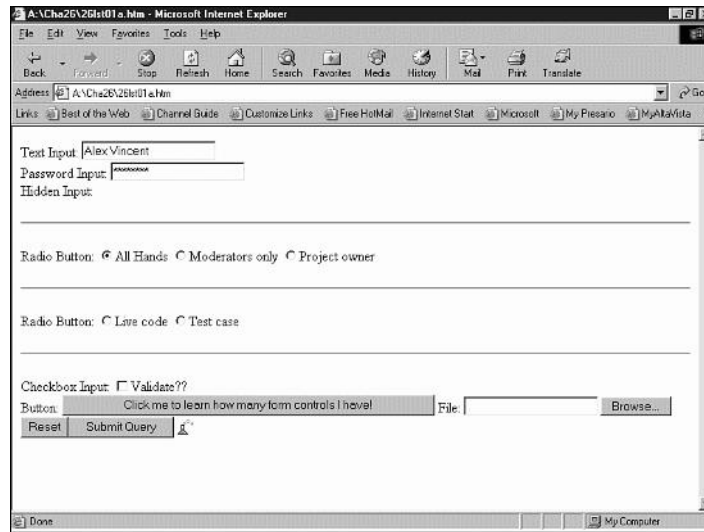 A:\Cha26\26lst01a.htm - Microsoft Internet Explorer
File Edit View Favorites Tools Help
Back Forward Stop Refresh Home Search Favorites Media History Mail Print Translate
Address A:\Cha26\26lst01a.htm Go
Links Best of the Web Channel Guide Customize Links Free HotMail Internet Start Microsoft My Presario MyAltaVista
Text Input: Alex Vincent
Password Input: ********
Hidden Input:
Radio Button: All Hands Moderators only Project owner
Radio Button: Live code Test case
Checkbox Input: Validate??
Button: Click me to learn how many form controls I have! File: Browse...
Reset Submit Query
Done My Computer